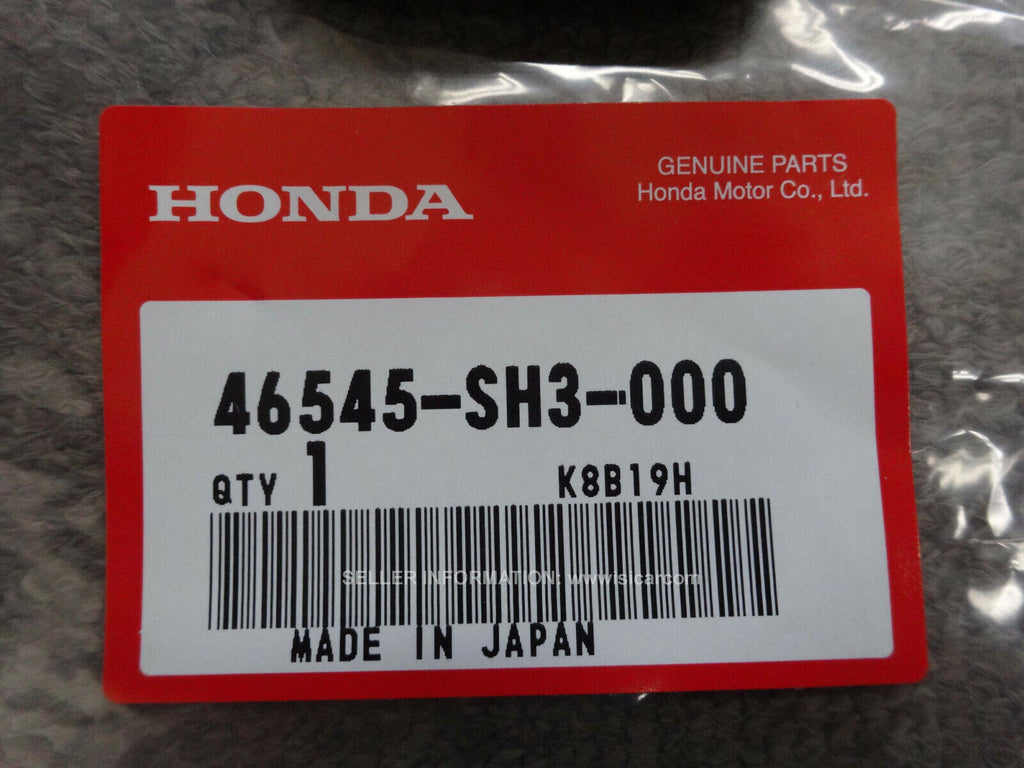 HONDA
GENUINE PARTS
Honda Motor Co., Ltd.
46545-SH3-000
QTY 1 K8B19H
SELLER INFORMATION: www.isicar.com
MADE IN JAPAN